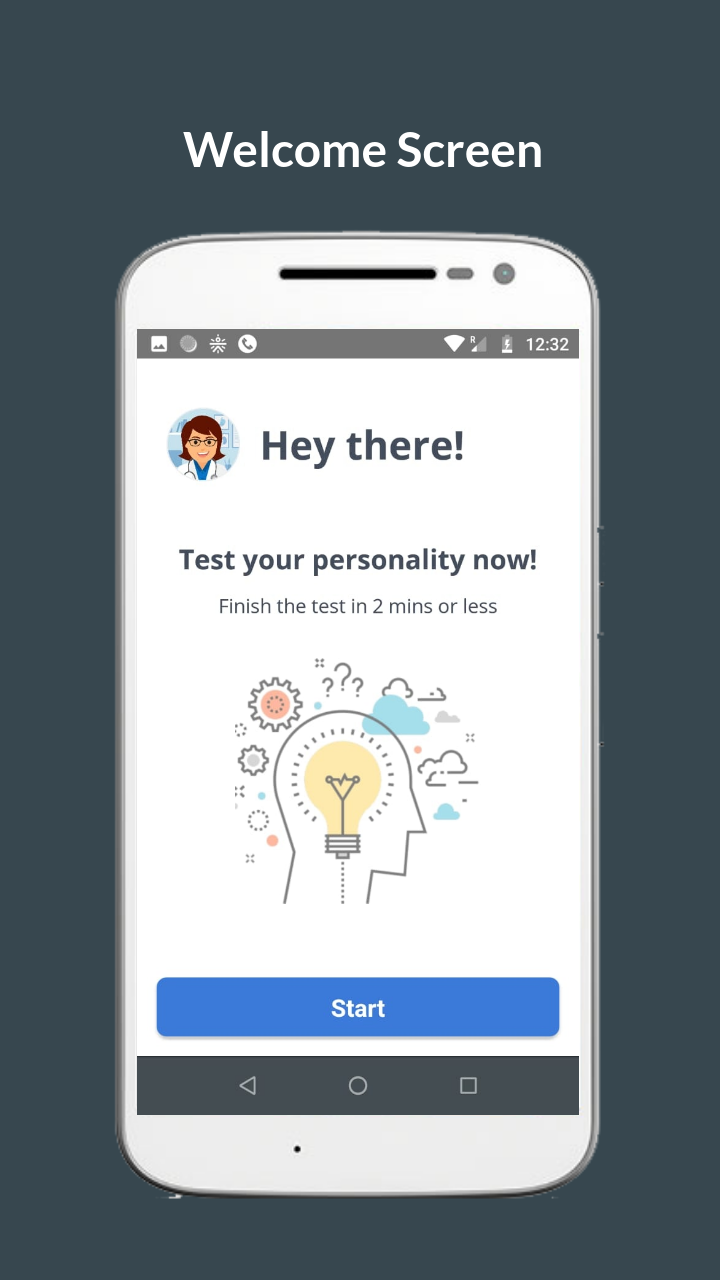 Welcome Screen
R
12:32
Hey there!
Test your personality now!
Finish the test in 2 mins or less
???
Start